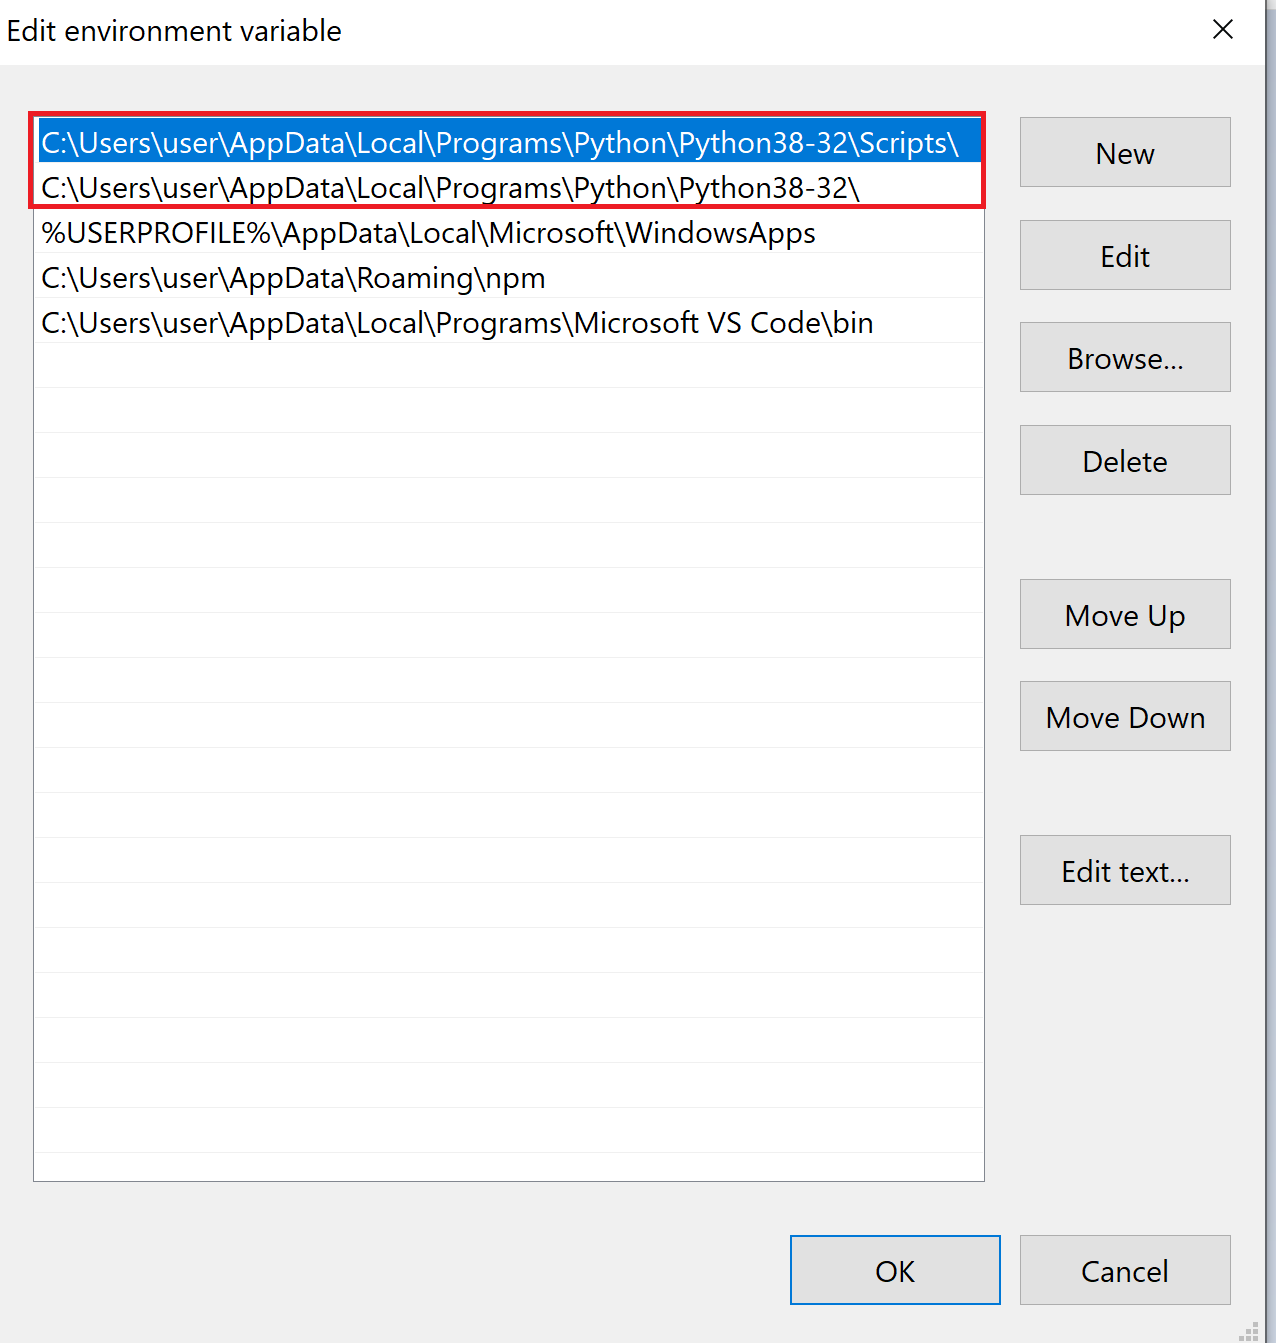 Edit environment variable
C:\Users\user\AppData\Local\Programs\Python\Python38-32\Scripts\
C:\Users\user\AppData\Local\Programs\Python\Python38-32\
%USERPROFILE%\AppData\Local\Microsoft\WindowsApps
C:\Users\user\AppData\Roaming\npm
C:\Users\user\AppData\Local\Programs\Microsoft VS Code\bin
New
Edit
Browse...
Delete
Move Up
Move Down
Edit text...
OK
Cancel